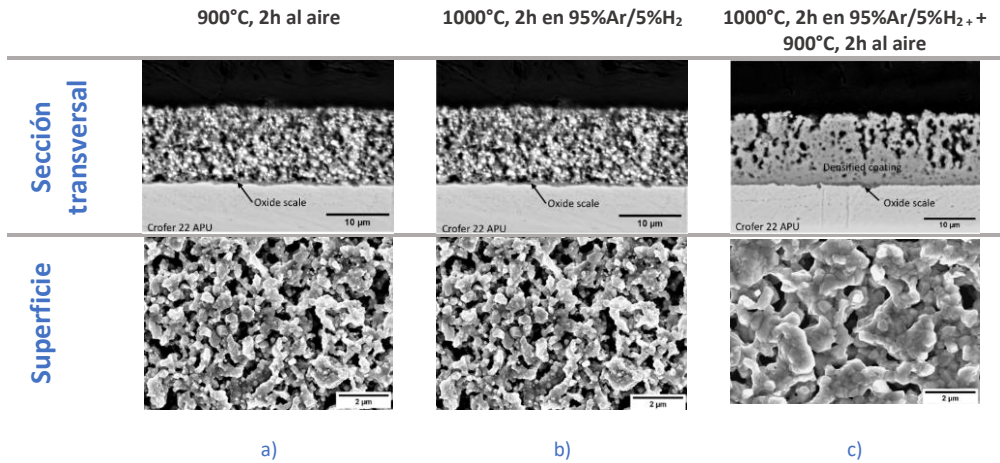 900°C, 2h al aire
1000°C, 2h en 95%Ar/5%H₂
1000°C, 2h en 95%Ar/5%H₂ ₊ +
900°C, 2h al aire
Sección
transversal
Oxide scale
10 µm
Crofer 22 APU
Oxide scale
10 µm
Crofer 22 APU
Densified coating
Oxide scale
10 µm
Crofer 22 APU
Superficie
2 µm
2 µm
2 µm
a)
b)
c)